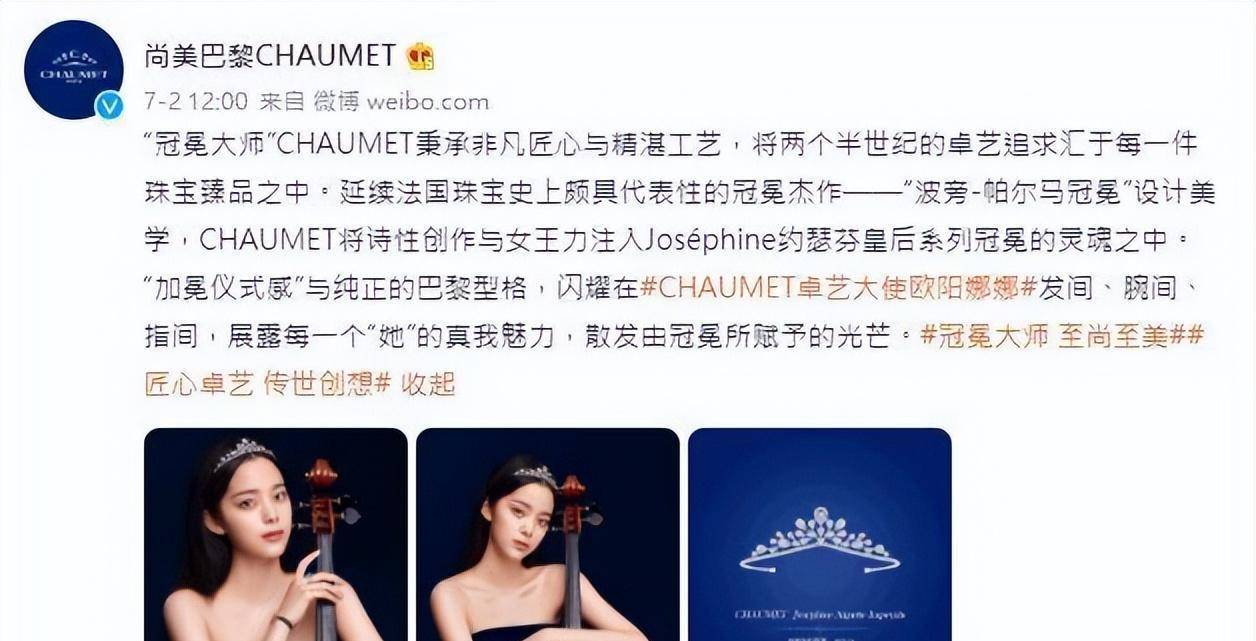 CHAUMET
尚美巴黎CHAUMET
7-2 12:00 来自 微博 weibo.com
“冠冕大师”CHAUMET秉承非凡匠心与精湛工艺，将两个半世纪的卓艺追求汇于每一件
珠宝臻品之中。延续法国珠宝史上颇具代表性的冠冕杰作——“波旁-帕尔马冠冕”设计美
学，CHAUMET将诗性创作与女王力注入Joséphine约瑟芬皇后系列冠冕的灵魂之中。
“加冕仪式感”与纯正的巴黎型格，闪耀在#CHAUMET卓艺大使欧阳娜娜#发间、腕间、
指间，展露每一个“她”的真我魅力，散发由冠冕所赋予的光芒。#冠冕大师 至尚至美##
匠心卓艺 传世创想# 收起
CHAUMET Joséphine Aigrette Impériale